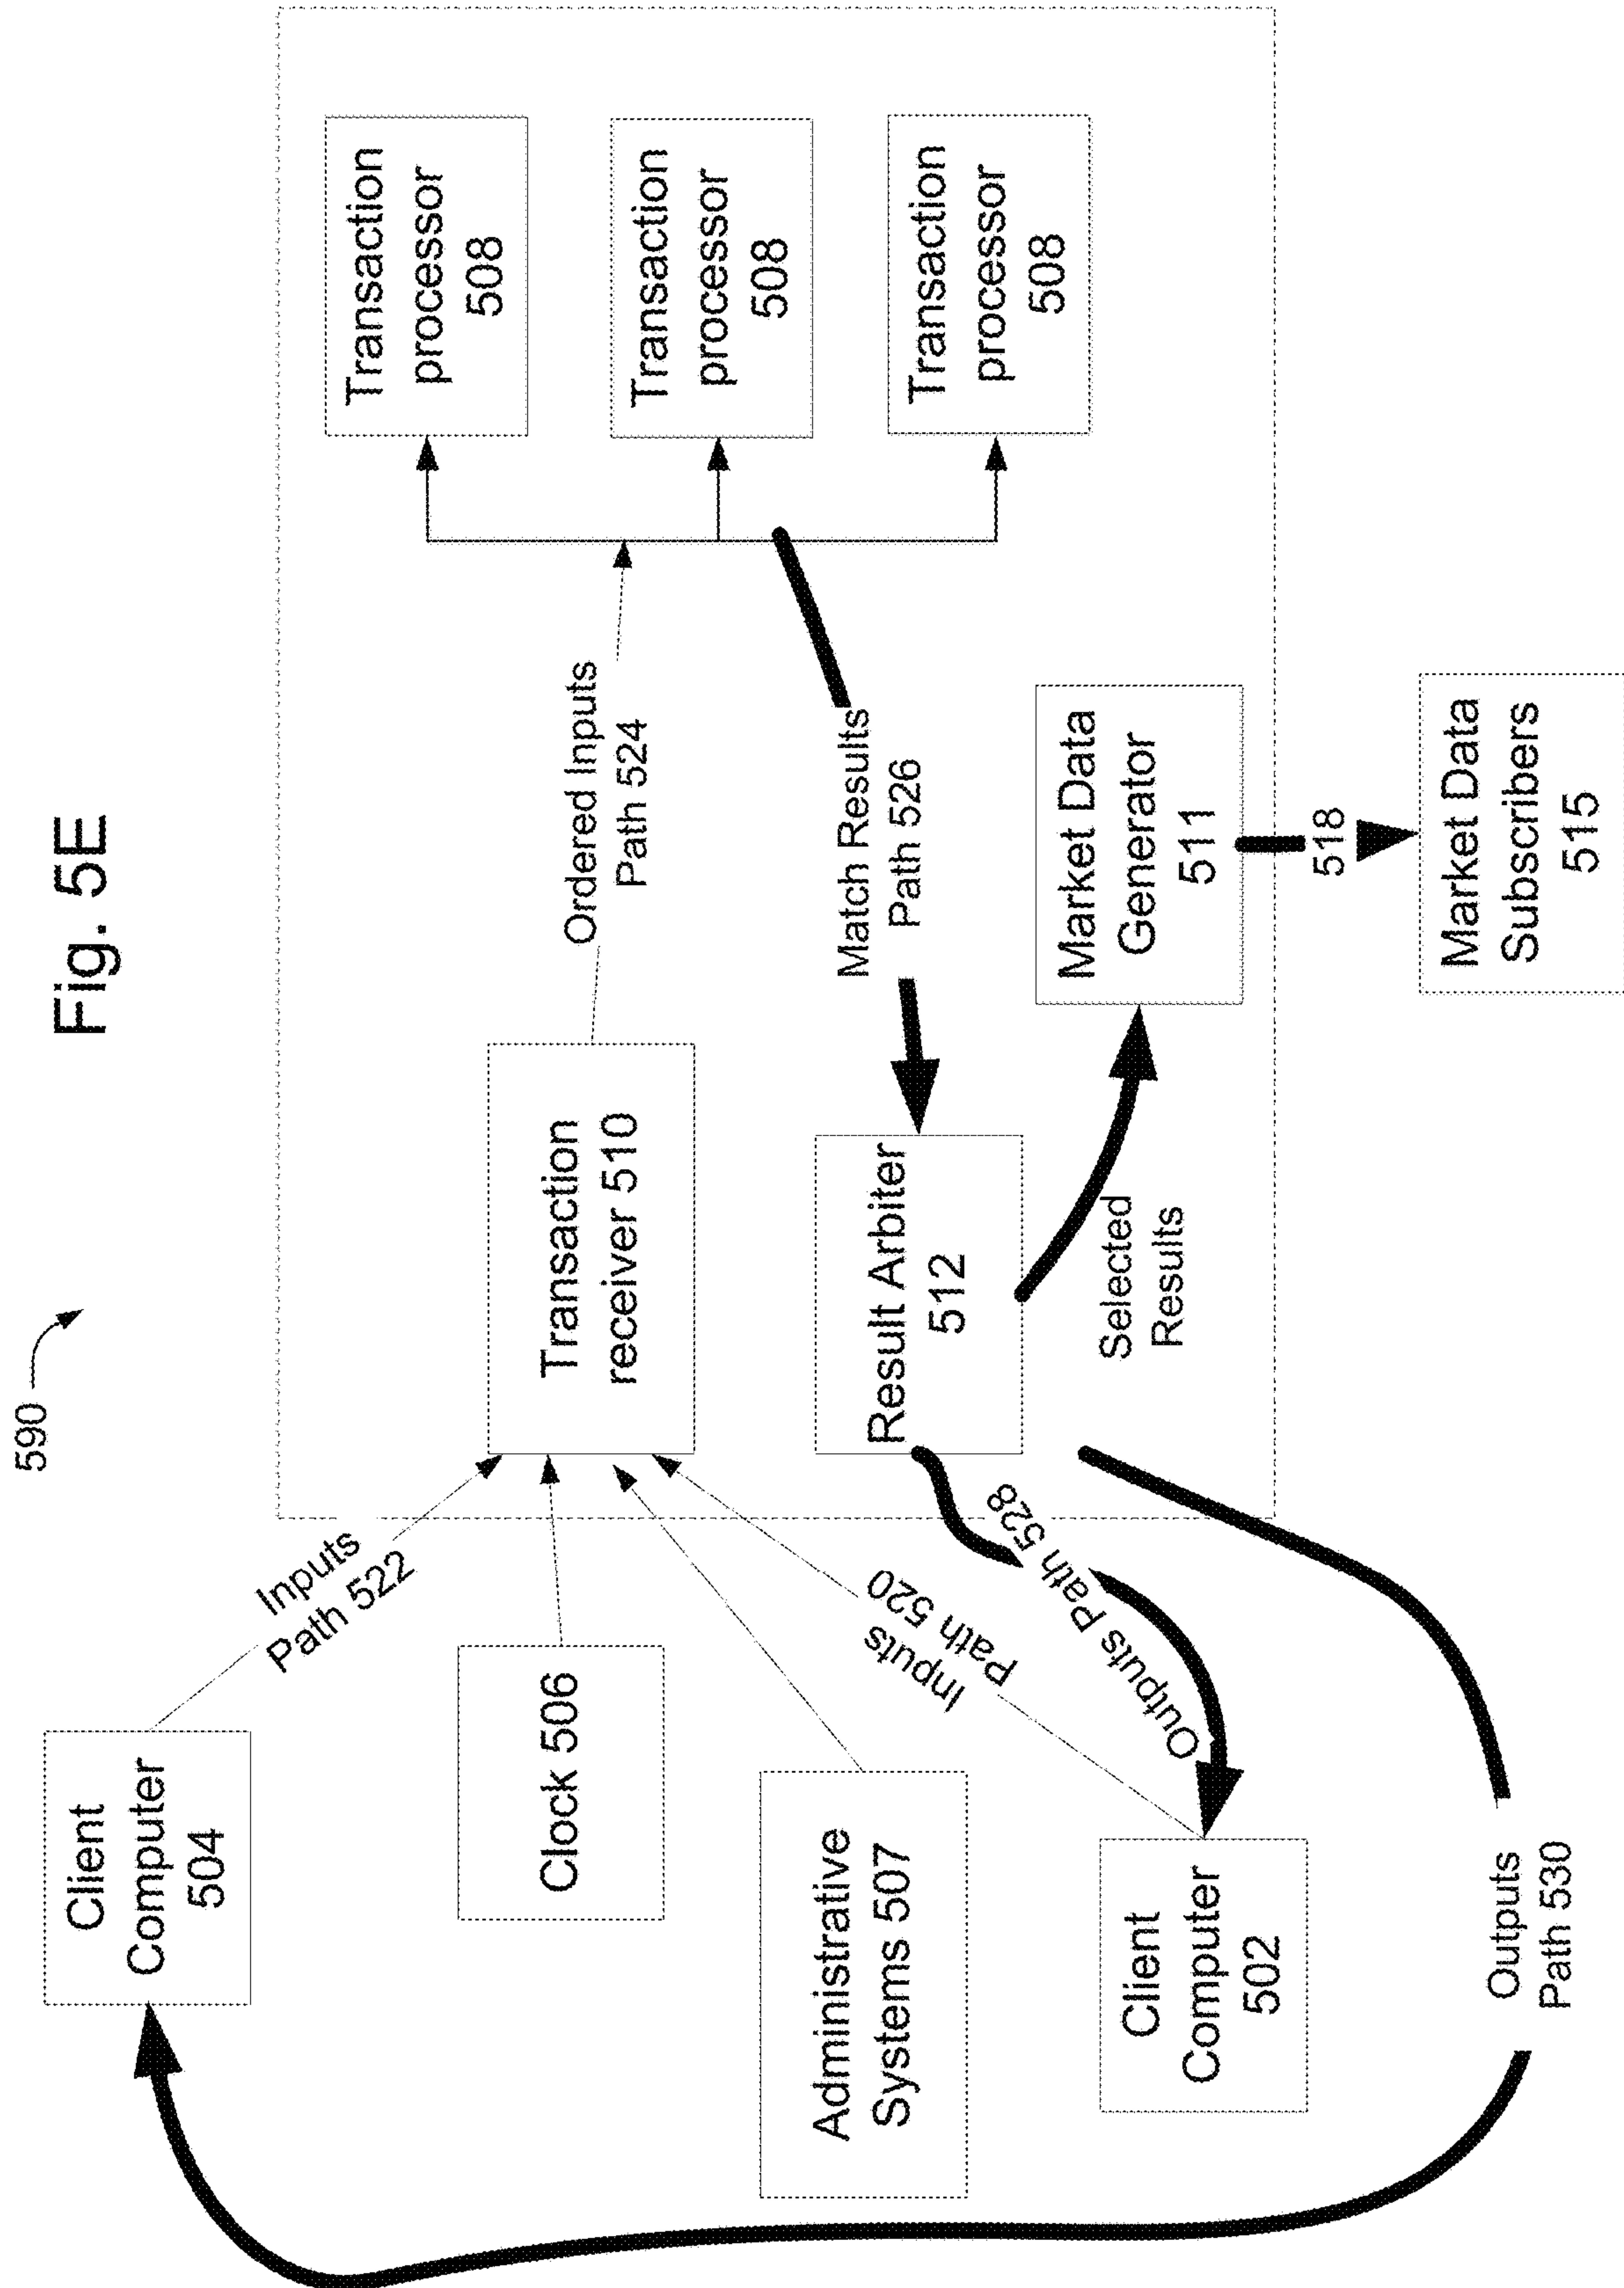 Fig. 5E
590
Client
Computer
504
Inputs
Path 522
Clock 506
Administrative
Systems 507
Inputs
Path 520
Client
Computer
502
Outputs Path 528
Outputs
Path 530
Transaction
receiver 510
Ordered Inputs
Path 524
Transaction
processor
508
Transaction
processor
508
Transaction
processor
508
Match Results
Path 526
Result Arbiter
512
Selected
Results
Market Data
Generator
511
518
Market Data
Subscribers
515